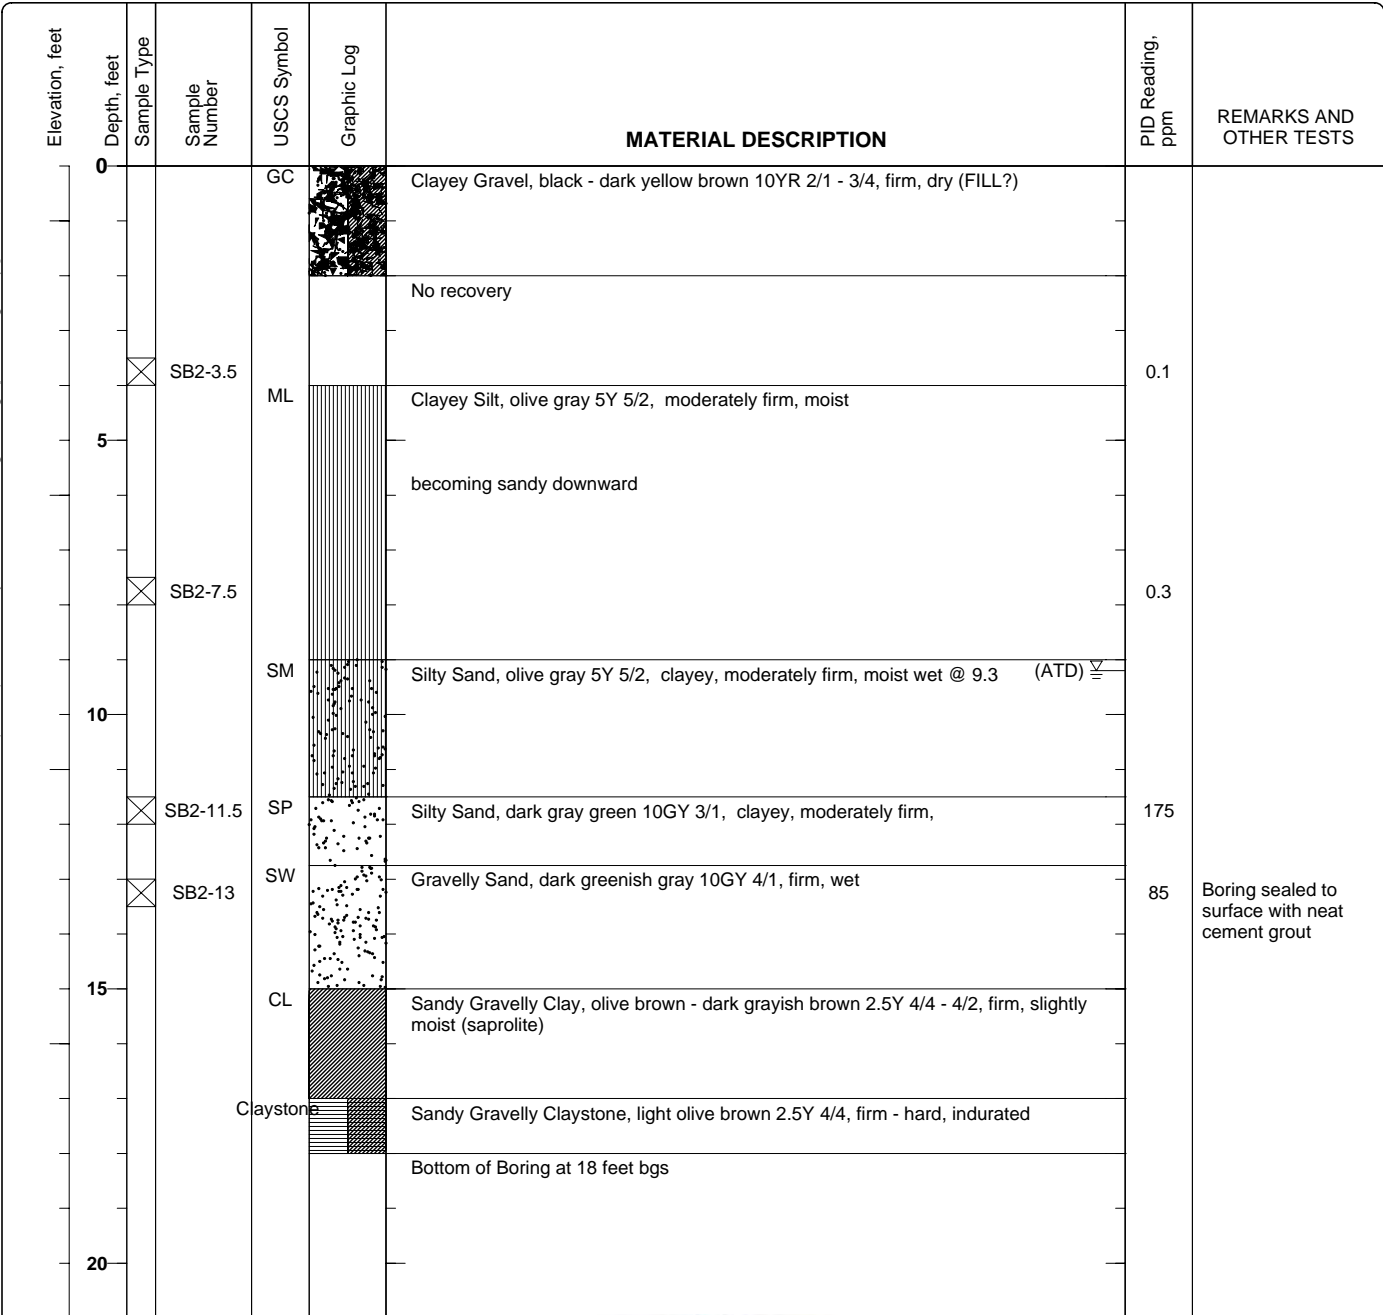 Elevation, feet
Depth, feet
Sample Type
Sample
Number
USCS Symbol
Graphic Log
MATERIAL DESCRIPTION
PID Reading,
ppm
REMARKS AND
OTHER TESTS
0
GC
Clayey Gravel, black - dark yellow brown 10YR 2/1 - 3/4, firm, dry (FILL?)
No recovery
SB2-3.5
0.1
ML
Clayey Silt, olive gray 5Y 5/2, moderately firm, moist
5
becoming sandy downward
SB2-7.5
0.3
SM
Silty Sand, olive gray 5Y 5/2, clayey, moderately firm, moist wet @ 9.3
(ATD)
10
SB2-11.5
SP
Silty Sand, dark gray green 10GY 3/1, clayey, moderately firm,
175
SW
Gravelly Sand, dark greenish gray 10GY 4/1, firm, wet
SB2-13
85
Boring sealed to
surface with neat
cement grout
15
CL
Sandy Gravelly Clay, olive brown - dark grayish brown 2.5Y 4/4 - 4/2, firm, slightly
moist (saprolite)
Claystone
Sandy Gravelly Claystone, light olive brown 2.5Y 4/4, firm - hard, indurated
Bottom of Boring at 18 feet bgs
20